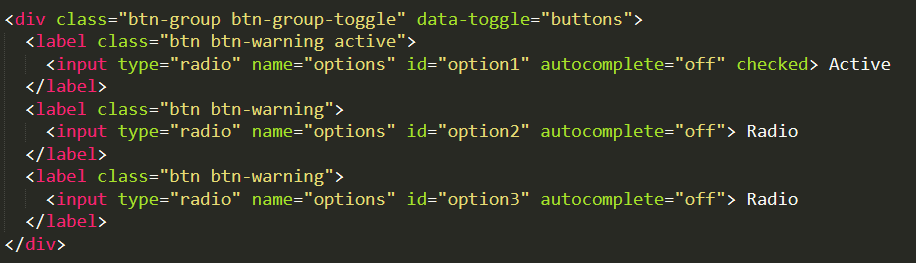 <div class="btn-group btn-group-toggle" data-toggle="buttons">
  <label class="btn btn-warning active">
    <input type="radio" name="options" id="option1" autocomplete="off" checked> Active
  </label>
  <label class="btn btn-warning">
    <input type="radio" name="options" id="option2" autocomplete="off"> Radio
  </label>
  <label class="btn btn-warning">
    <input type="radio" name="options" id="option3" autocomplete="off"> Radio
  </label>
</div>